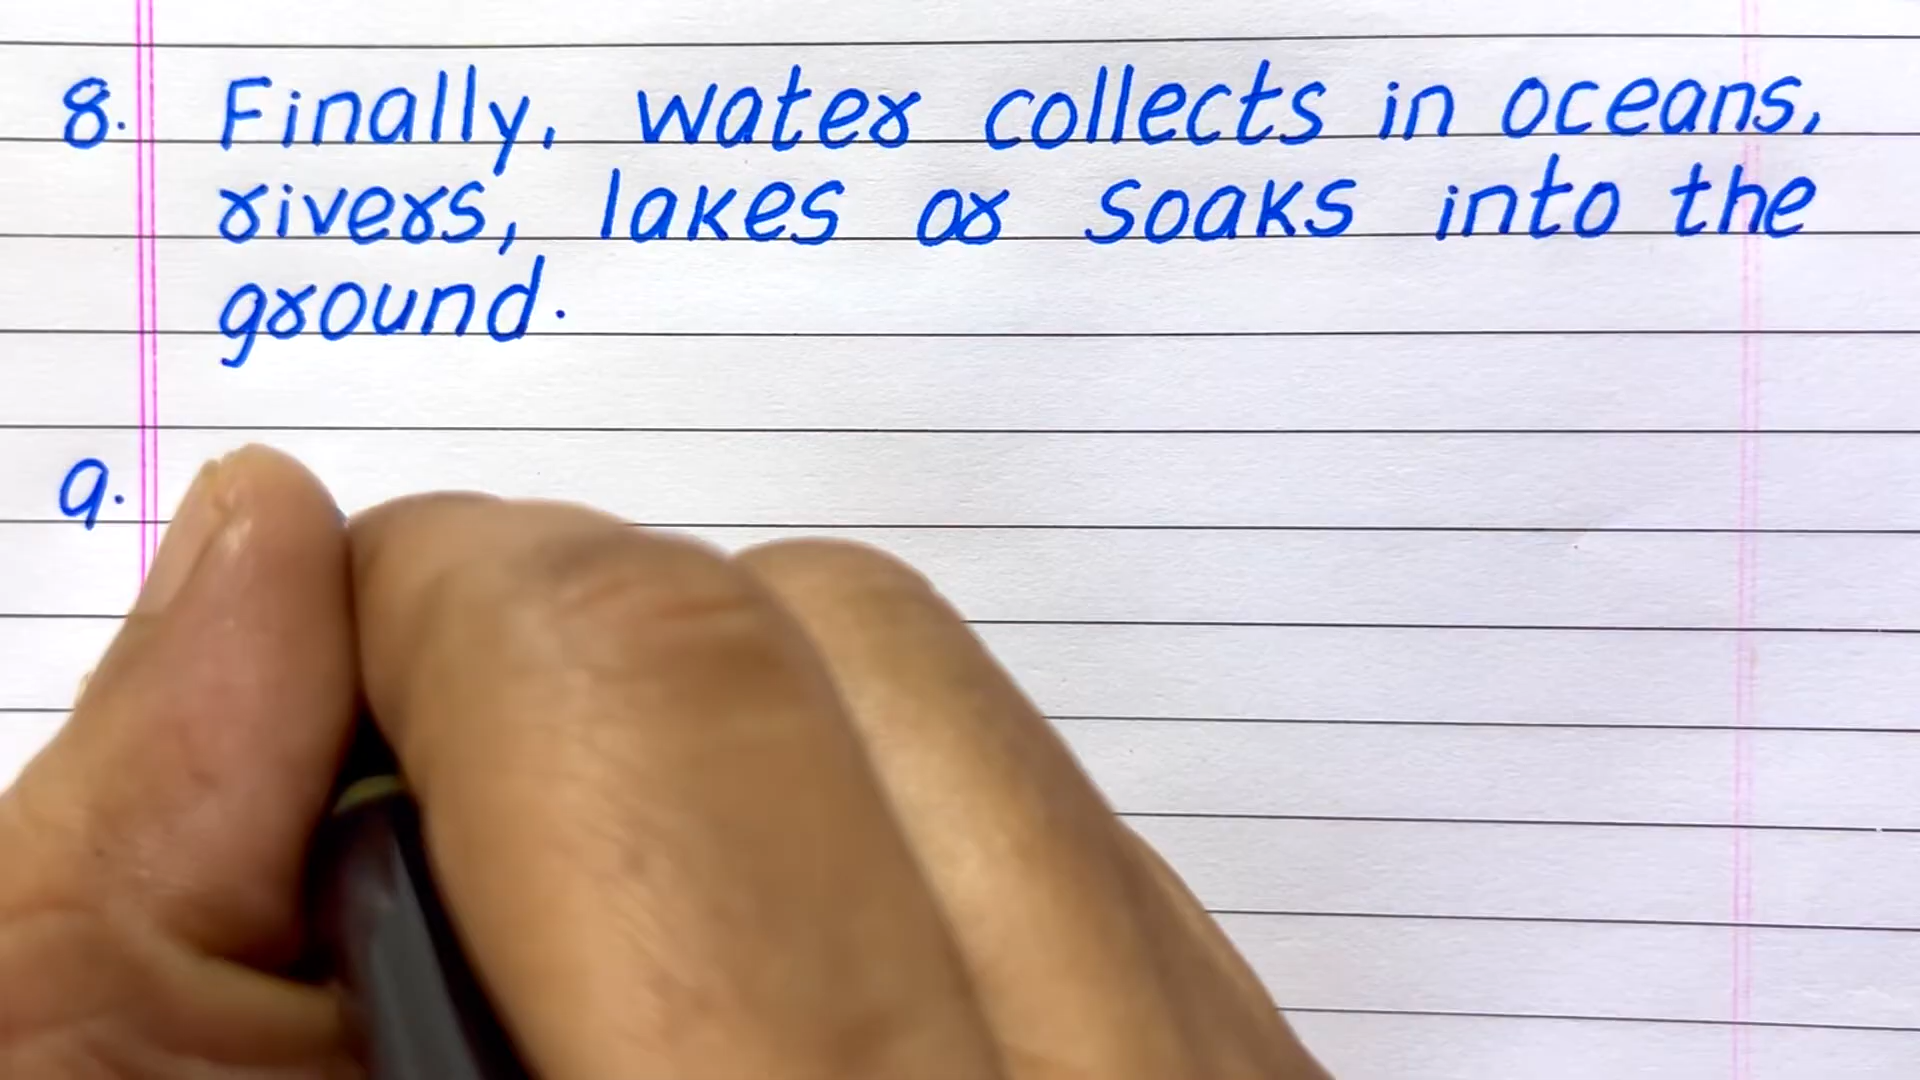 8. Finally, water collects in oceans,
rivers, lakes or soaks into the
ground.
9.